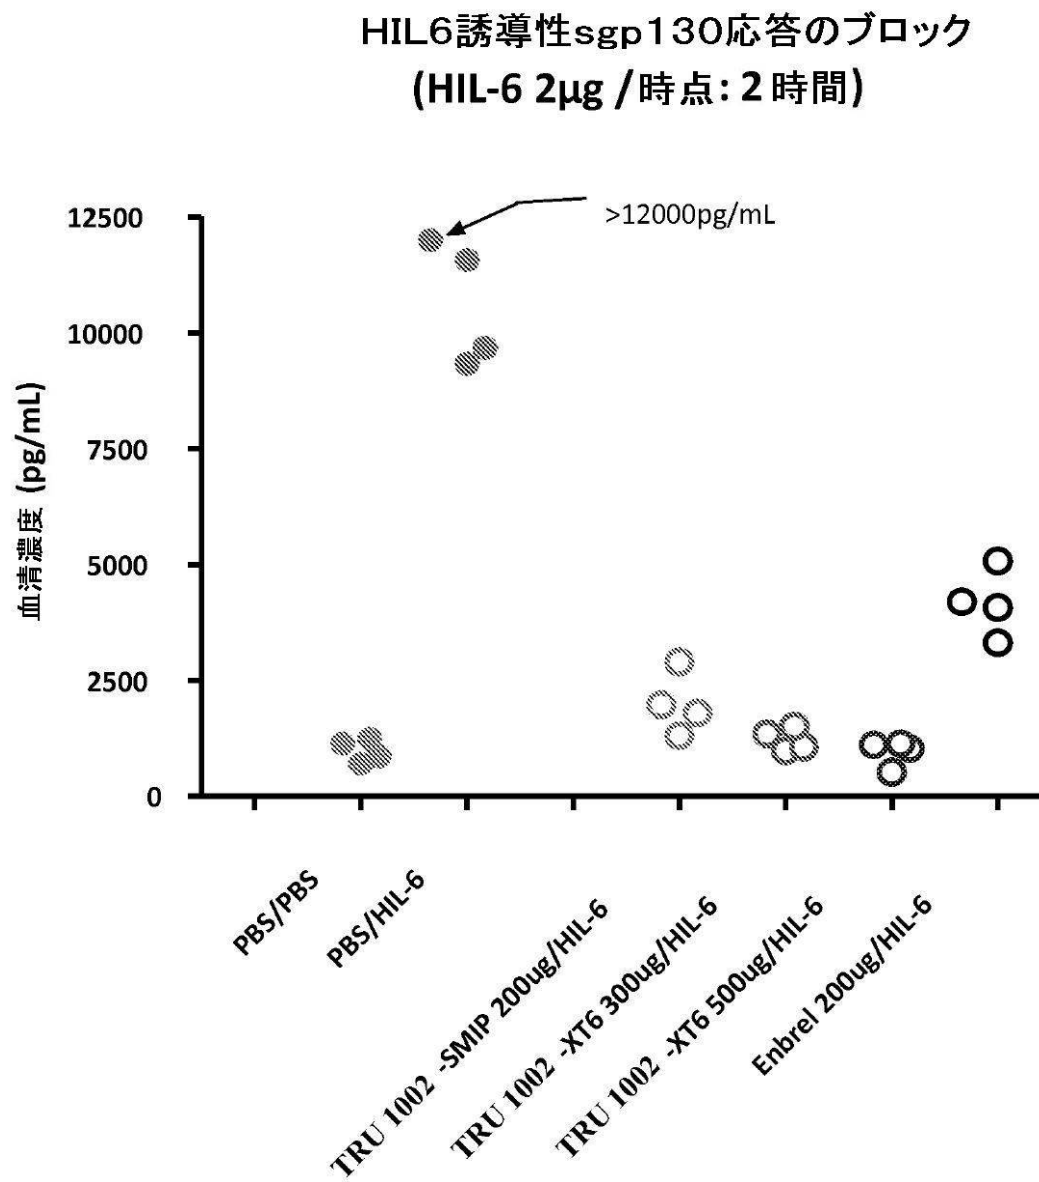 HIL6誘導性sgp130応答のブロック
(HIL-6 2μg /時点: 2時間)
>12000pg/mL
血清濃度 (pg/mL)
12500
10000
7500
5000
2500
0
PBS/PBS
PBS/HIL-6
TRU 1002 -SMIP 200ug/HIL-6
TRU 1002 -XT6 300ug/HIL-6
TRU 1002 -XT6 500ug/HIL-6
Enbrel 200ug/HIL-6